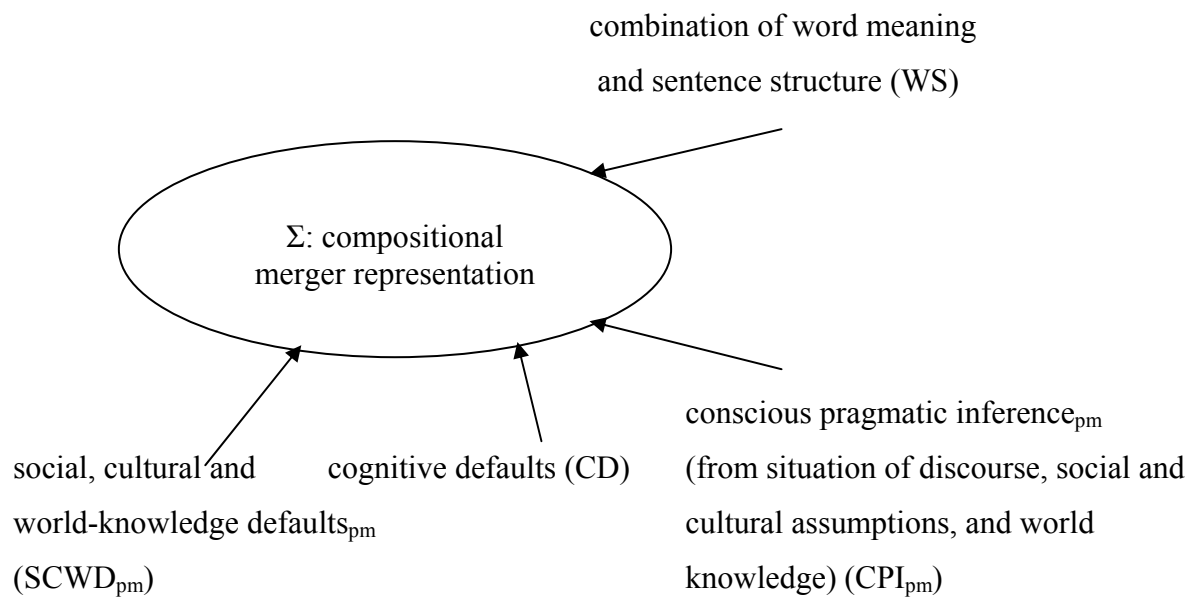 combination of word meaning
and sentence structure (WS)
Σ: compositional
merger representation
social, cultural and
world-knowledge defaultspm
(SCWDpm)
cognitive defaults (CD)
conscious pragmatic inferencepm
(from situation of discourse, social and
cultural assumptions, and world
knowledge) (CPIpm)